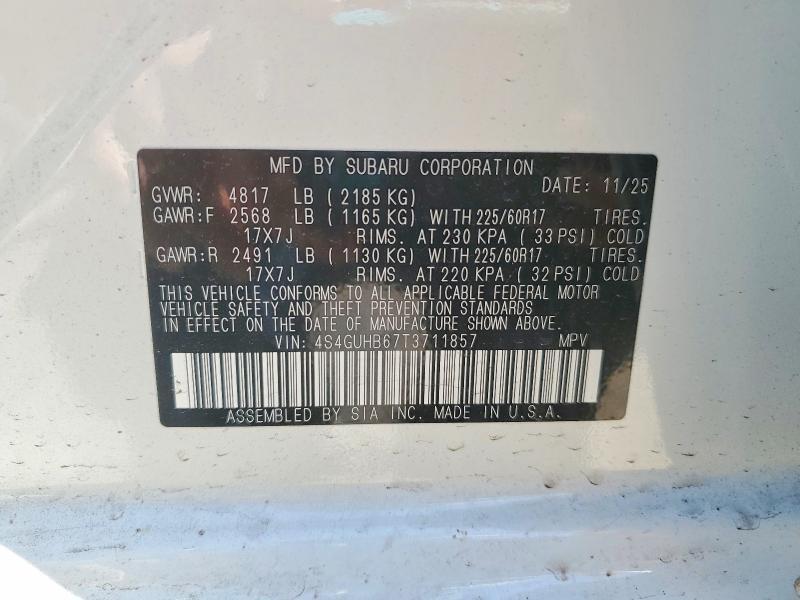 MFD BY SUBARU CORPORATION
DATE: 11/25
GVWR: 4817 LB ( 2185 KG)
GAWR:F 2568 LB ( 1165 KG) WITH 225/60R17 TIRES.
17X7J RIMS. AT 230 KPA ( 33 PSI) COLD
GAWR:R 2491 LB ( 1130 KG) WITH 225/60R17 TIRES.
17X7J RIMS. AT 220 KPA ( 32 PSI) COLD
THIS VEHICLE CONFORMS TO ALL APPLICABLE FEDERAL MOTOR
VEHICLE SAFETY AND THEFT PREVENTION STANDARDS
IN EFFECT ON THE DATE OF MANUFACTURE SHOWN ABOVE.
VIN: 4S4GUHB67T3711857 MPV
ASSEMBLED BY SIA INC. MADE IN U.S.A.